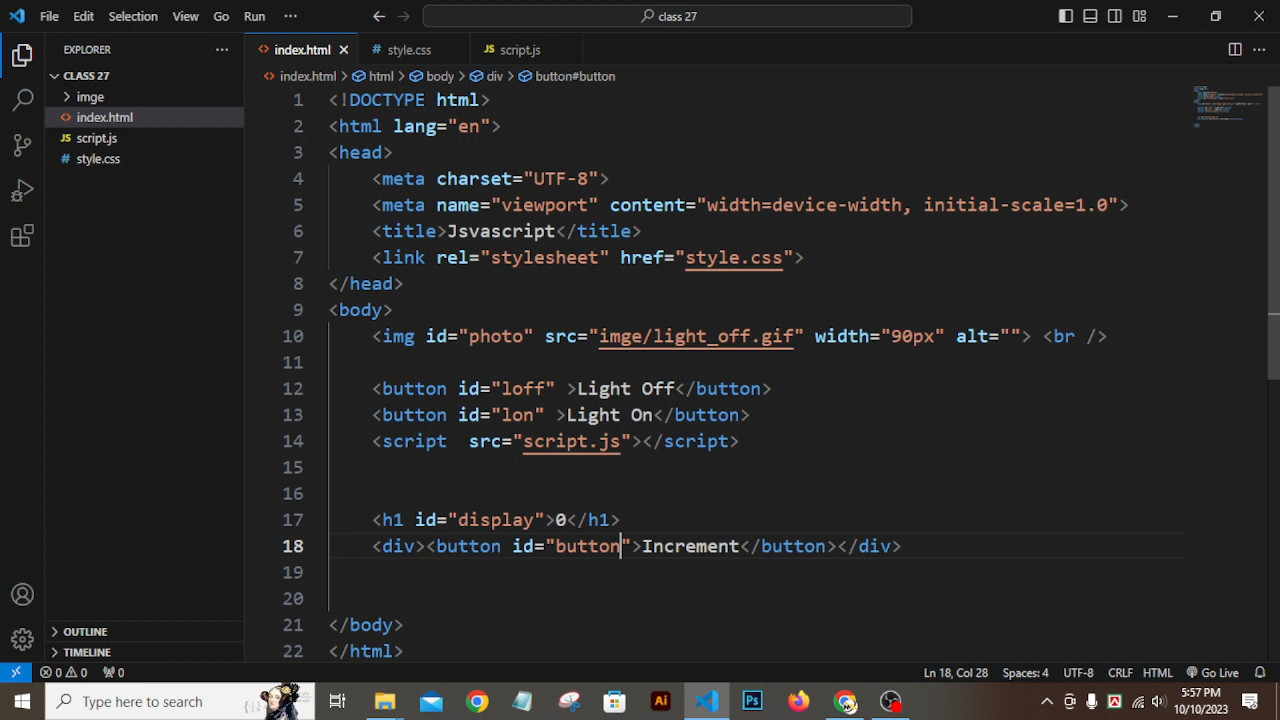 File Edit Selection View Go Run ··· class 27
EXPLORER ···
index.html style.css script.js
CLASS 27
imge
index.html
script.js
style.css
OUTLINE
TIMELINE
index.html > html > body > div > button#button
1 <!DOCTYPE html>
2 <html lang="en">
3 <head>
4 <meta charset="UTF-8">
5 <meta name="viewport" content="width=device-width, initial-scale=1.0">
6 <title>Jsvascript</title>
7 <link rel="stylesheet" href="style.css">
8 </head>
9 <body>
10 <img id="photo" src="imge/light_off.gif" width="90px" alt=""> <br />
11
12 <button id="loff" >Light Off</button>
13 <button id="lon" >Light On</button>
14 <script  src="script.js"></script>
15
16
17 <h1 id="display">0</h1>
18 <div><button id="button">Increment</button></div>
19
20
21 </body>
22 </html>
0 0 0 Ln 18, Col 28 Spaces: 4 UTF-8 CRLF HTML Go Live
Type here to search
Ai Ps
5:57 PM
10/10/2023